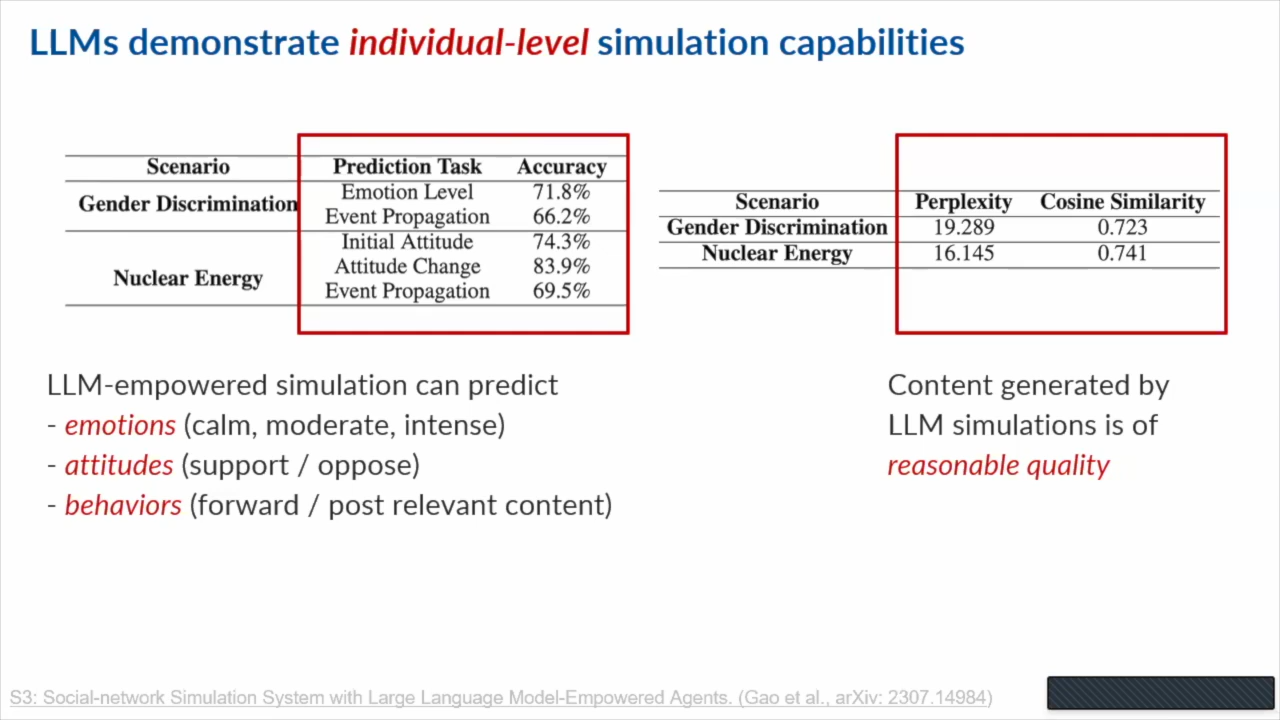 LLMs demonstrate individual-level simulation capabilities
Scenario Prediction Task Accuracy
Gender Discrimination Emotion Level 71.8%
Event Propagation 66.2%
Nuclear Energy Initial Attitude 74.3%
Attitude Change 83.9%
Event Propagation 69.5%
Scenario Perplexity Cosine Similarity
Gender Discrimination 19.289 0.723
Nuclear Energy 16.145 0.741
LLM-empowered simulation can predict
- emotions (calm, moderate, intense)
- attitudes (support / oppose)
- behaviors (forward / post relevant content)
Content generated by
LLM simulations is of
reasonable quality
S3: Social-network Simulation System with Large Language Model-Empowered Agents. (Gao et al., arXiv: 2307.14984)